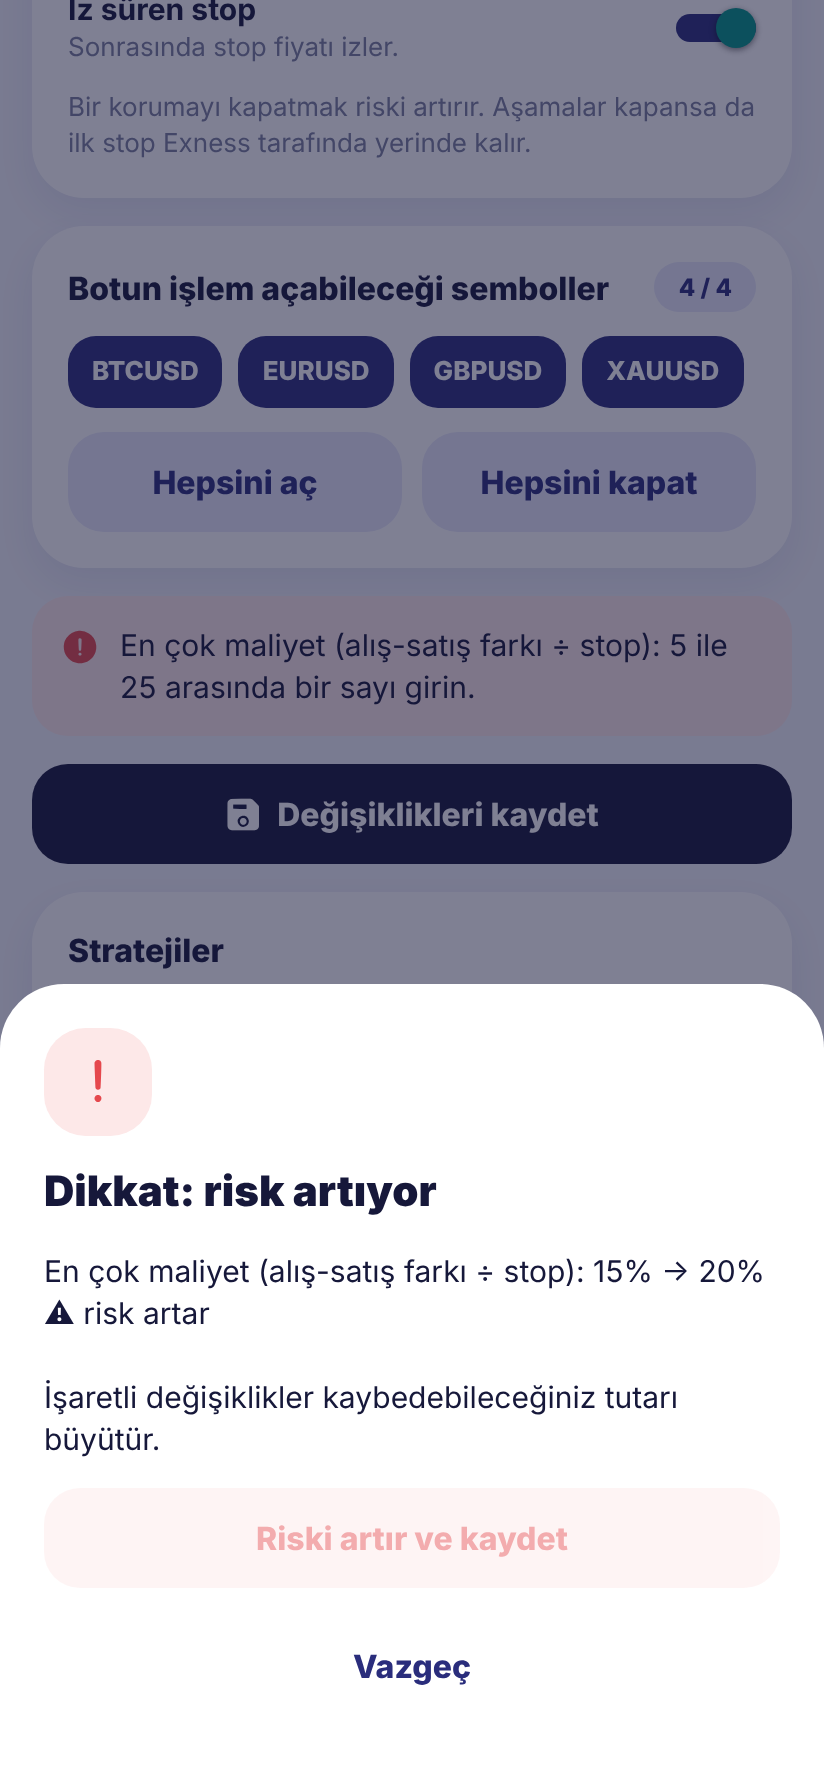 İz süren stop
Sonrasında stop fiyatı izler.
Bir korumayı kapatmak riski artırır. Aşamalar kapansa da
ilk stop Exness tarafında yerinde kalır.
Botun işlem açabileceği semboller
4 / 4
BTCUSD EURUSD GBPUSD XAUUSD
Hepsini aç Hepsini kapat
En çok maliyet (alış-satış farkı ÷ stop): 5 ile
25 arasında bir sayı girin.
Değişiklikleri kaydet
Stratejiler
Dikkat: risk artıyor
En çok maliyet (alış-satış farkı ÷ stop): 15% → 20%
⚠ risk artar
İşaretli değişiklikler kaybedebileceğiniz tutarı
büyütür.
Riski artır ve kaydet
Vazgeç